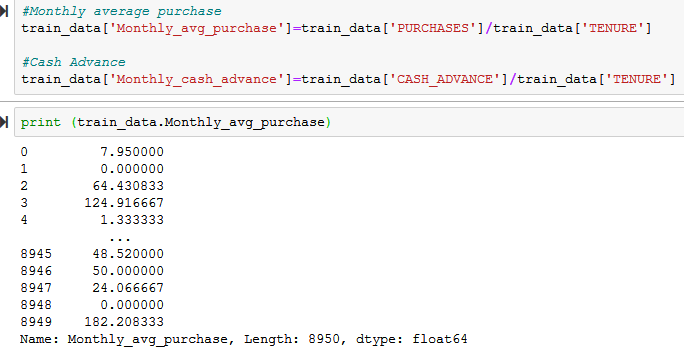 #Monthly average purchase
train_data['Monthly_avg_purchase']=train_data['PURCHASES']/train_data['TENURE']
#Cash Advance
train_data['Monthly_cash_advance']=train_data['CASH_ADVANCE']/train_data['TENURE']
print (train_data.Monthly_avg_purchase)
0 7.950000
1 0.000000
2 64.430833
3 124.916667
4 1.333333
...
8945 48.520000
8946 50.000000
8947 24.066667
8948 0.000000
8949 182.208333
Name: Monthly_avg_purchase, Length: 8950, dtype: float64